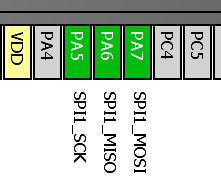 VDD
PA4
PA5
PA6
PA7
PC4
PC5
SPI1_SCK
SPI1_MISO
SPI1_MOSI